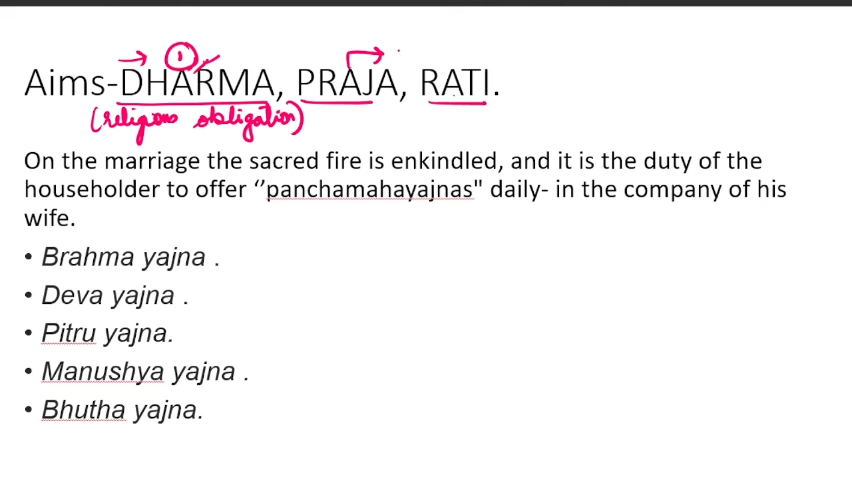 ①
Aims-DHARMA, PRAJA, RATI.
(religious obligation)
On the marriage the sacred fire is enkindled, and it is the duty of the
householder to offer ‘’panchamahayajnas" daily- in the company of his
wife.
• Brahma yajna .
• Deva yajna .
• Pitru yajna.
• Manushya yajna .
• Bhutha yajna.